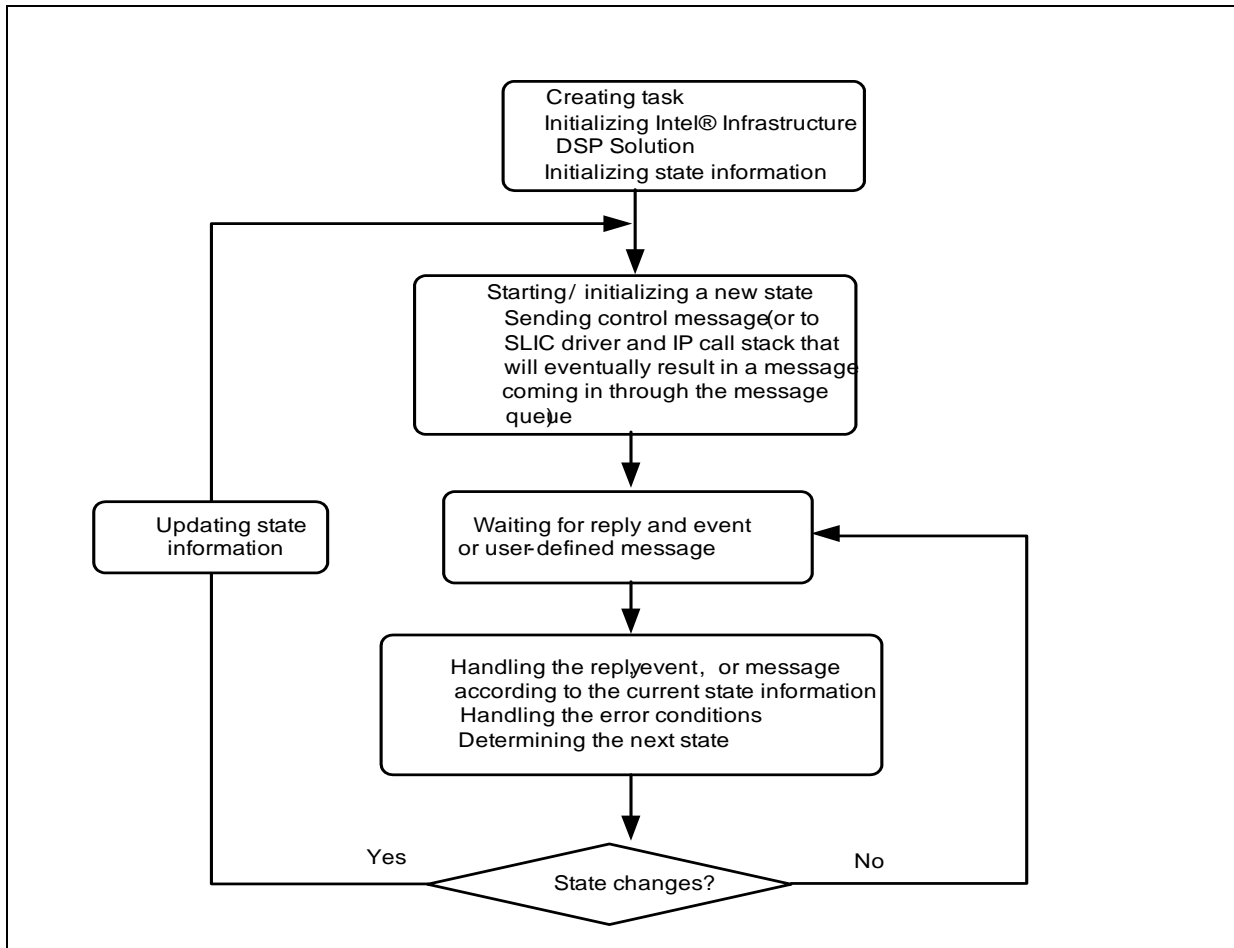 Creating task
Initializing Intel® Infrastructure
DSP Solution
Initializing state information
Starting/ initializing a new state
Sending control message(or to
SLIC driver and IP call stack that
will eventually result in a message
coming in through the message
queue)
Updating state
information
Waiting for reply and event
or user-defined message
Handling the reply,event, or message
according to the current state information
Handling the error conditions
Determining the next state
Yes
No
State changes?